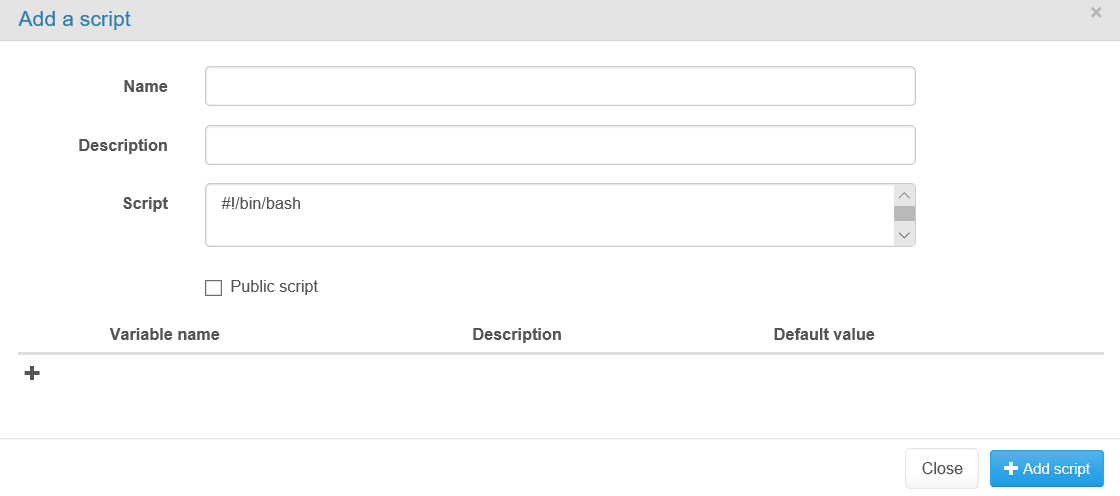 Add a script
×
Name
Description
Script
#!/bin/bash
Public script
Variable name Description Default value
Close Add script